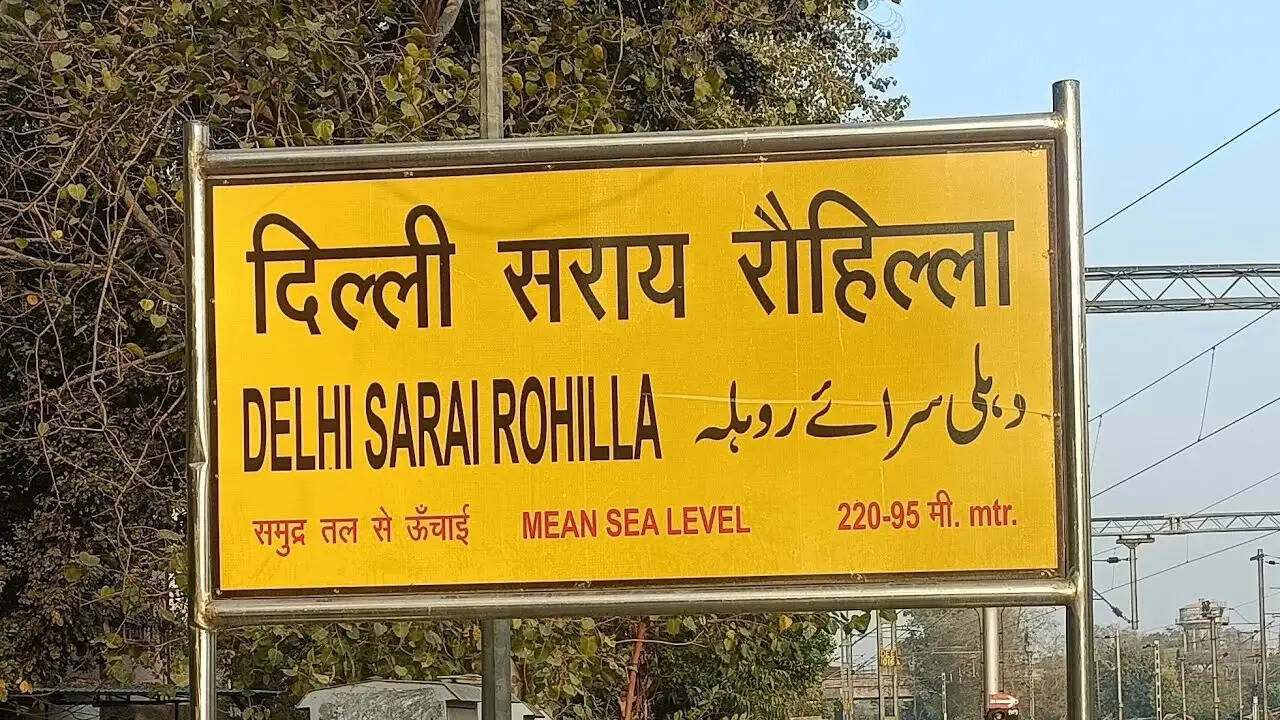 दिल्ली सराय रौहिल्ला
DELHI SARAI ROHILLA دہلی سرائے روہلہ
समुद्र तल से ऊँचाई MEAN SEA LEVEL 220-95 मी. mtr.